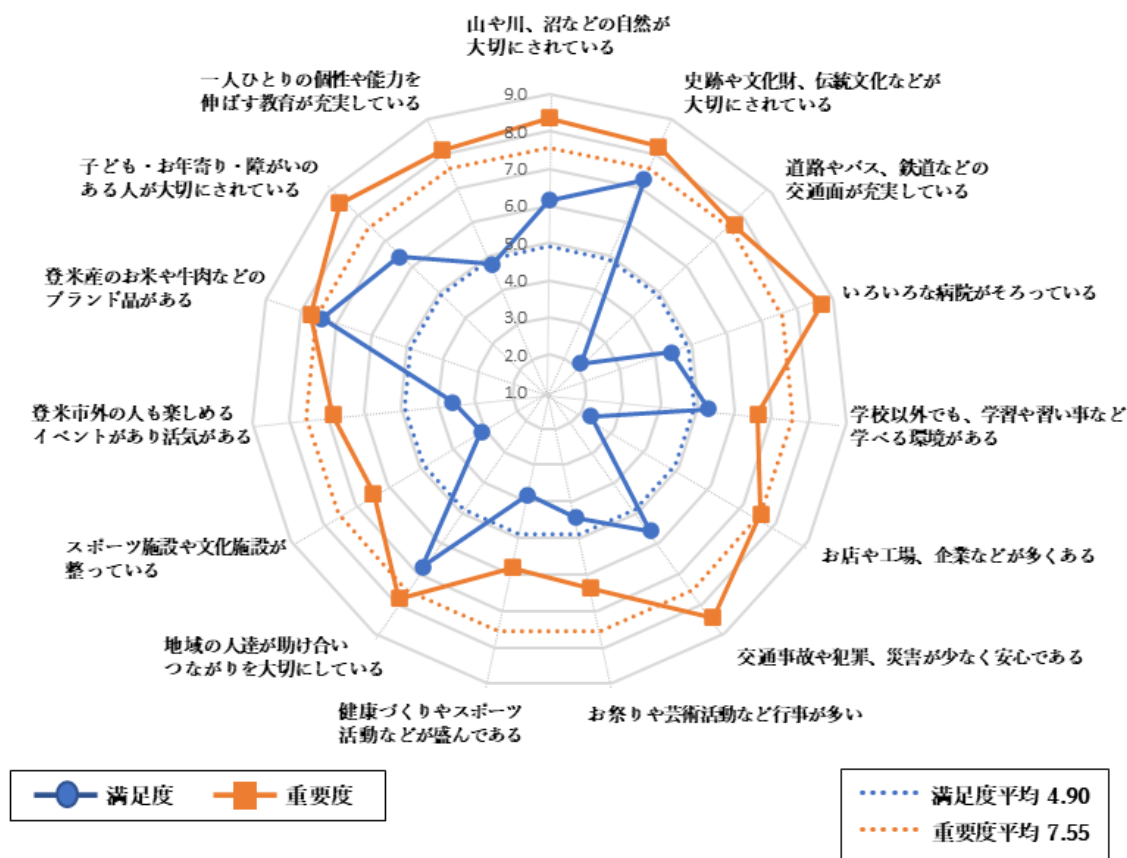 山や川、沼などの自然が
大切にされている
史跡や文化財、伝統文化などが
大切にされている
道路やバス、鉄道などの
交通面が充実している
いろいろな病院がそろっている
学校以外でも、学習や習い事など
学べる環境がある
お店や工場、企業などが多くある
交通事故や犯罪、災害が少なく安心である
お祭りや芸術活動など行事が多い
健康づくりやスポーツ
活動などが盛んである
地域の人達が助け合い
つながりを大切にしている
スポーツ施設や文化施設が
整っている
登米市外の人も楽しめる
イベントがあり活気がある
登米産のお米や牛肉などの
ブランド品がある
子ども・お年寄り・障がいの
ある人が大切にされている
一人ひとりの個性や能力を
伸ばす教育が充実している
9.0
8.0
7.0
6.0
5.0
4.0
3.0
2.0
1.0
満足度
重要度
満足度平均 4.90
重要度平均 7.55